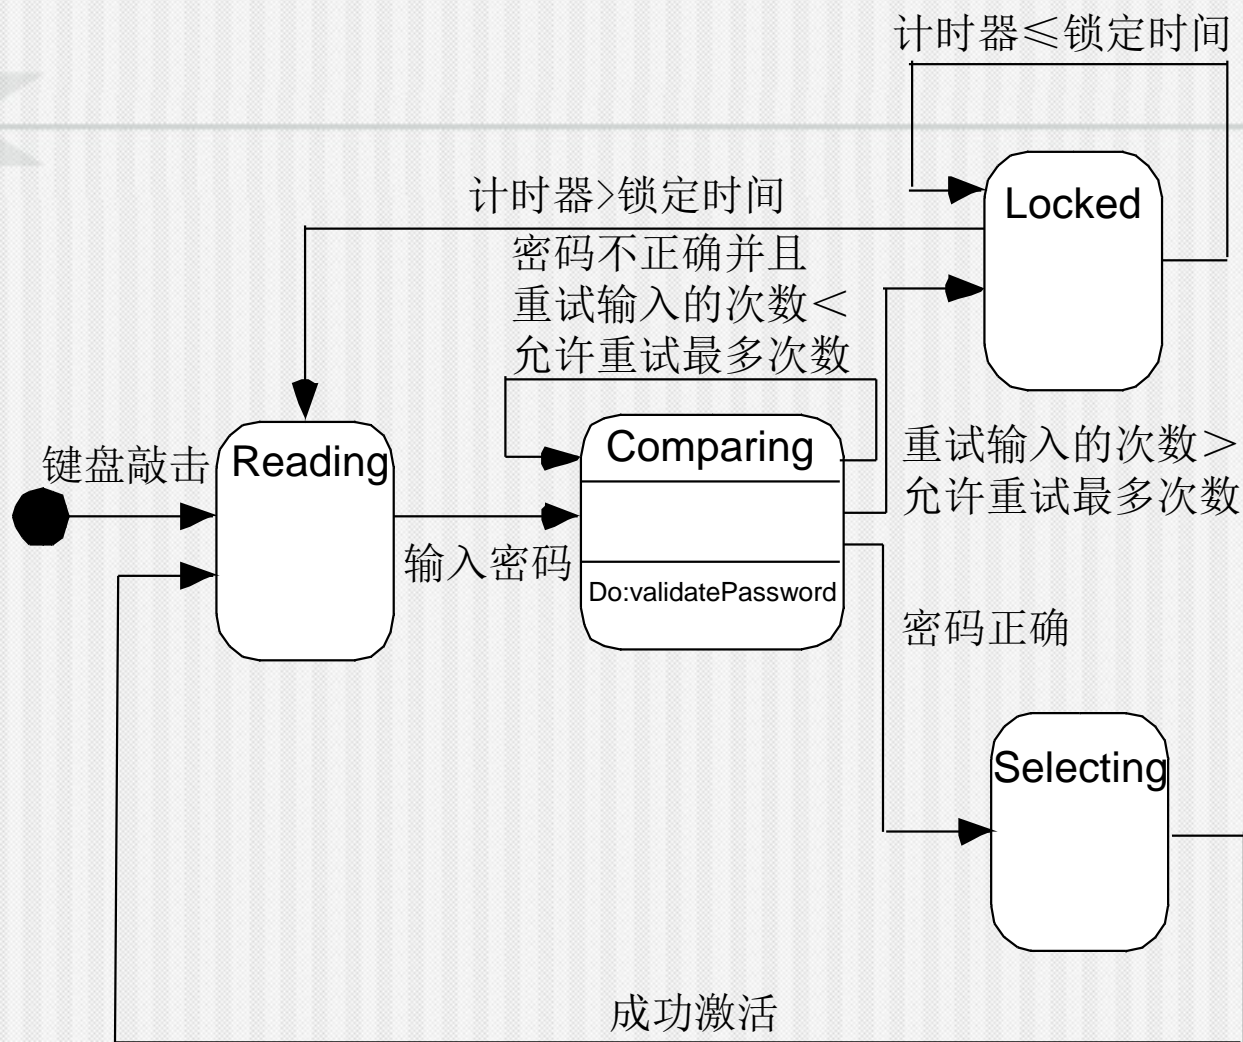 计时器≤锁定时间
Locked
计时器>锁定时间
密码不正确并且
重试输入的次数＜
允许重试最多次数
键盘敲击
Reading
Comparing
重试输入的次数＞
允许重试最多次数
输入密码
Do:validatePassword
密码正确
Selecting
成功激活